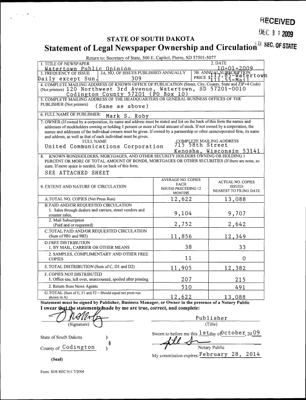 RECEIVED
DEC 31 2009
S.D. SEC. OF STATE
STATE OF SOUTH DAKOTA
Statement of Legal Newspaper Ownership and Circulation
Return to: Secretary of State, 500 E. Capitol, Pierre, SD 57501-5077
1. TITLE OF NEWSPAPER
Watertown Public Opinion
2. DATE
10-01-2009
3. FREQUENCY OF ISSUE
Daily except Sun.
3A. NO. OF ISSUES PUBLISHED ANNUALLY
309
3B. ANNUAL SUBSCRIPTION PRICE
4. COMPLETE MAILING ADDRESS OF KNOWN OFFICE OF PUBLICATION (Street, City, County, State and ZIP+4 Code)
(Not printers) 120 Northwest 3rd Avenue, Watertown, SD 57201-0010
Codington County 57201 (PO Box 10)
5. COMPLETE MAILING ADDRESS OF THE HEADQUARTERS OR GENERAL BUSINESS OFFICES OF THE
PUBLISHER (Not printers)
(Same as above)
6. FULL NAME OF PUBLISHER: Mark S. Roby
7. OWNER (If owned by a corporation, its name and address must be stated and list on the back of this form the names and
addresses of stockholders owning or holding 1 percent or more of total amount of stock. If not owned by a corporation, the
names and addresses of the individual owners must be given. If owned by a partnership or other unincorporated firm, its name
and address, as well as that of each individual must be given.
FULL NAME
United Communications Corporation
COMPLETE MAILING ADDRESS
715 58th Street
Kenosha, Wisconsin 53141
8. KNOWN BONDHOLDERS, MORTGAGEES, AND OTHER SECURITY HOLDERS OWNING OR HOLDING 1
PERCENT OR MORE OF TOTAL AMOUNT OF BONDS, MORTGAGES OR OTHER SECURITIES (If there are none, so
state. If more space is needed, list on back of this form.
SEE ATTACHED SHEET
9. EXTENT AND NATURE OF CIRCULATION
AVERAGE NO. COPIES EACH ISSUED PRECEDING 12 MONTHS
ACTUAL NO. COPIES ISSUED NEAREST TO FILING DATE
A. TOTAL NO. COPIES (Net Press Run) 12,622 13,088
B. PAID AND/OR REQUESTED CIRCULATION
1. Sales through dealers and carriers, street vendors and
counter sales. 9,104 9,707
2. Mail Subscription
(Paid and or requested) 2,752 2,642
C. TOTAL PAID AND/OR REQUESTED CIRCULATION
(Sum of 9B1 and 9B2) 11,856 12,349
D. FREE DISTRIBUTION
1. BY MAIL, CARRIER OR OTHER MEANS 38 33
2. SAMPLES, COMPLIMENTARY AND OTHER FREE
COPIES 11 0
E. TOTAL DISTRIBUTION (Sum of C, D1 and D2) 11,905 12,382
F. COPIES NOT DISTRIBUTED
1. Office use, left over, unaccounted, spoiled after printing 207 215
2. Return from News Agents 510 491
G. TOTAL (Sum of E, F1 and F2 – Should equal net press run
shown in A) 12,622 13,088
Statement must be signed by Publisher, Business Manager, or Owner in the presence of a Notary Public
I swear that the statements made by me are true, correct, and complete:
(Signature)
Publisher
(Title)
State of South Dakota )
County of Codington )
(Seal)
Sworn to before me this 1st day of October, 2009
Notary Public
My commission expires: February 28, 2014